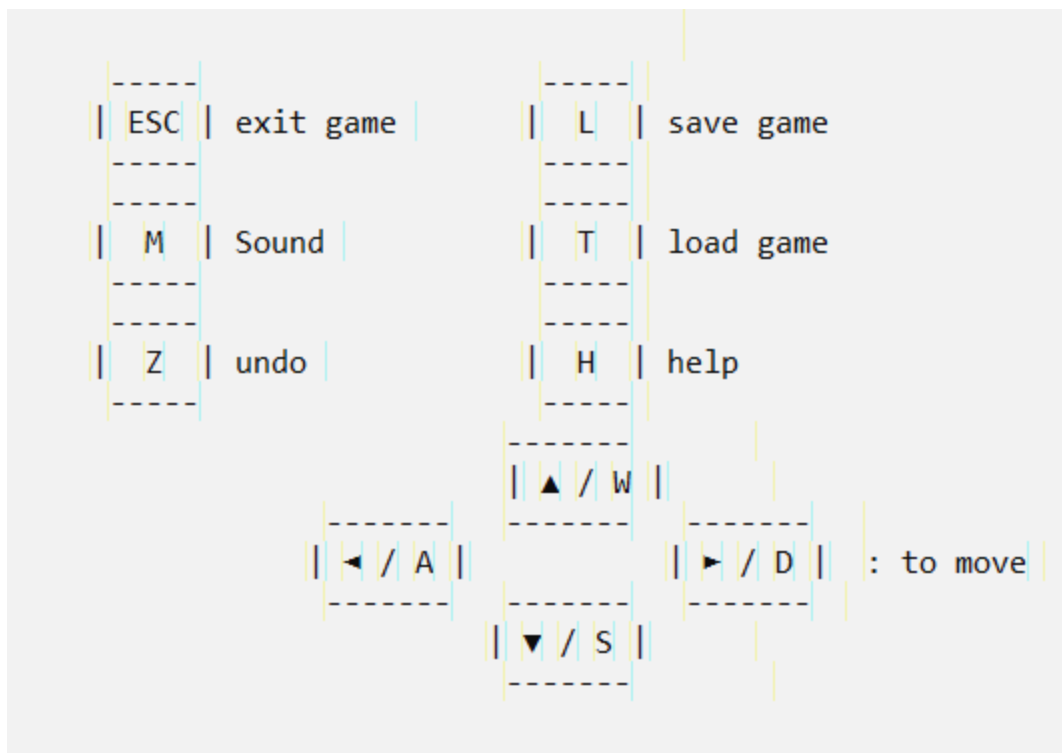 -----                   -----
| ESC | exit game       |  L  | save game
 -----                   -----
 -----                   -----
|  M  | Sound           |  T  | load game
 -----                   -----
 -----                   -----
|  Z  | undo            |  H  | help
 -----                   -----
                       -------
                       | ▲ / W |
             -------   -------   -------
            | ◄ / A |           | ► / D |  : to move
             -------   -------   -------
                      | ▼ / S |
                       -------